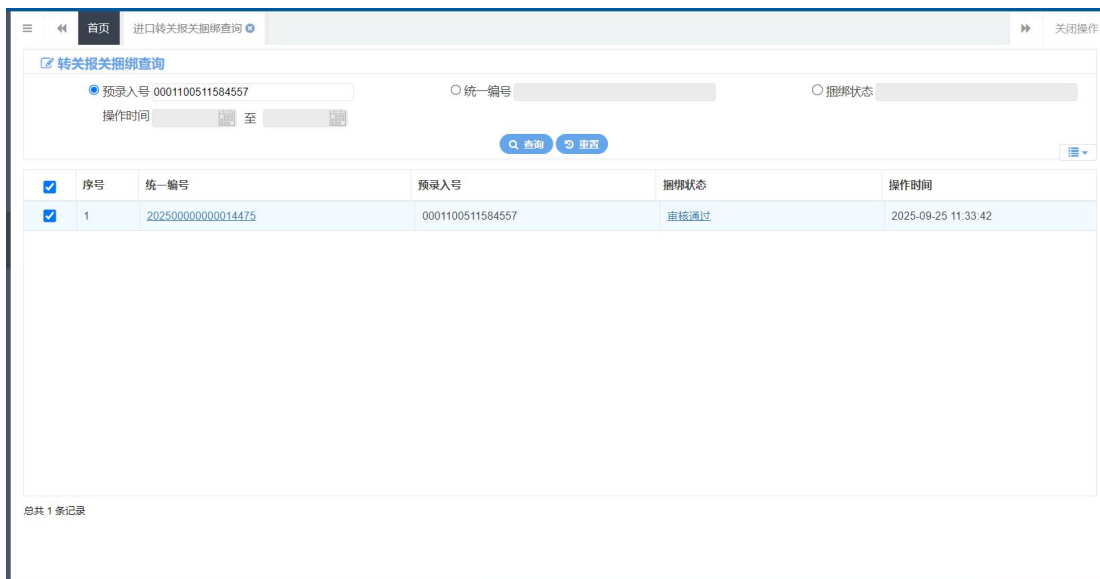 首页 进口转关报关捆绑查询 关闭操作
转关报关捆绑查询
预录入号 0001100511584557 统一编号 捆绑状态
操作时间 至
查询 重置
序号 统一编号 预录入号 捆绑状态 操作时间
1 202500000000014475 0001100511584557 审核通过 2025-09-25 11:33:42
总共 1 条记录